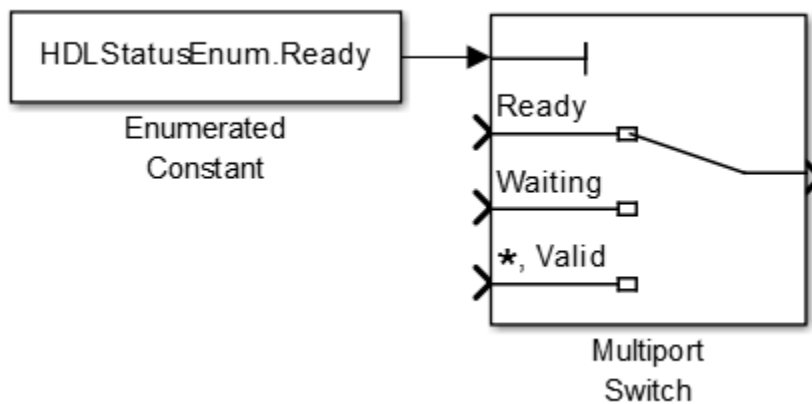 HDLStatusEnum.Ready
Enumerated
Constant
Ready
Waiting
*, Valid
Multiport
Switch